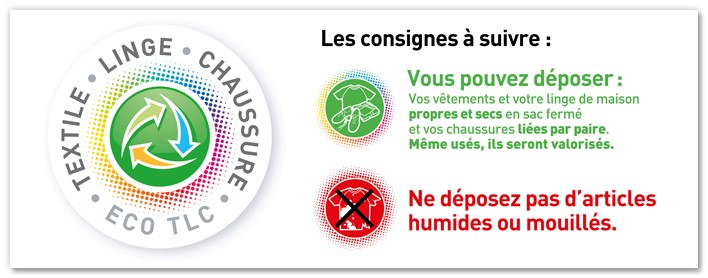 TEXTILE • LINGE • CHAUSSURE •
• ECO TLC •
Les consignes à suivre :
Vous pouvez déposer :
Vos vêtements et votre linge de maison
propres et secs en sac fermé
et vos chaussures liées par paire.
Même usés, ils seront valorisés.
Ne déposez pas d'articles
humides ou mouillés.